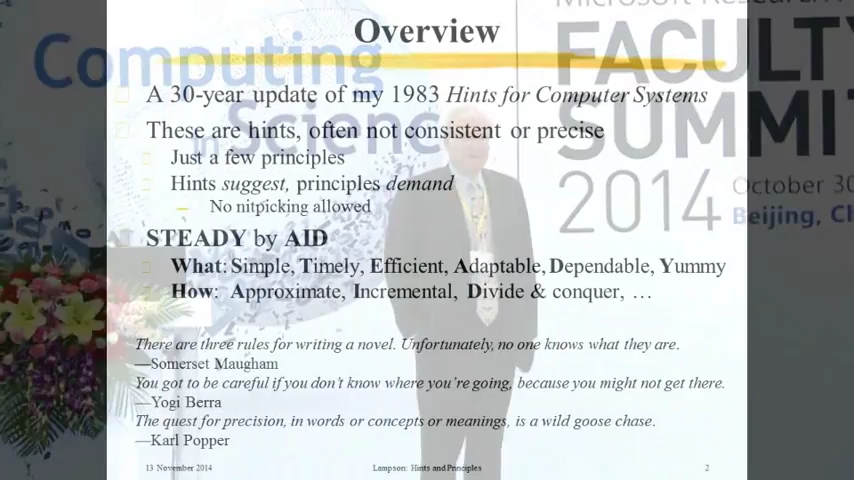 Overview
A 30-year update of my 1983 Hints for Computer Systems
These are hints, often not consistent or precise
Just a few principles
Hints suggest, principles demand
No nitpicking allowed
STEADY by AID
What: Simple, Timely, Efficient, Adaptable, Dependable, Yummy
How: Approximate, Incremental, Divide & conquer, …
There are three rules for writing a novel. Unfortunately, no one knows what they are.
—Somerset Maugham
You got to be careful if you don't know where you're going, because you might not get there.
—Yogi Berra
The quest for precision, in words or concepts or meanings, is a wild goose chase.
—Karl Popper
13 November 2014 Lampson: Hints and Principles 2
Computing
in Scienc
Microsoft Research
FACULTY
SUMMI
2014 October 30
Beijing, Ch